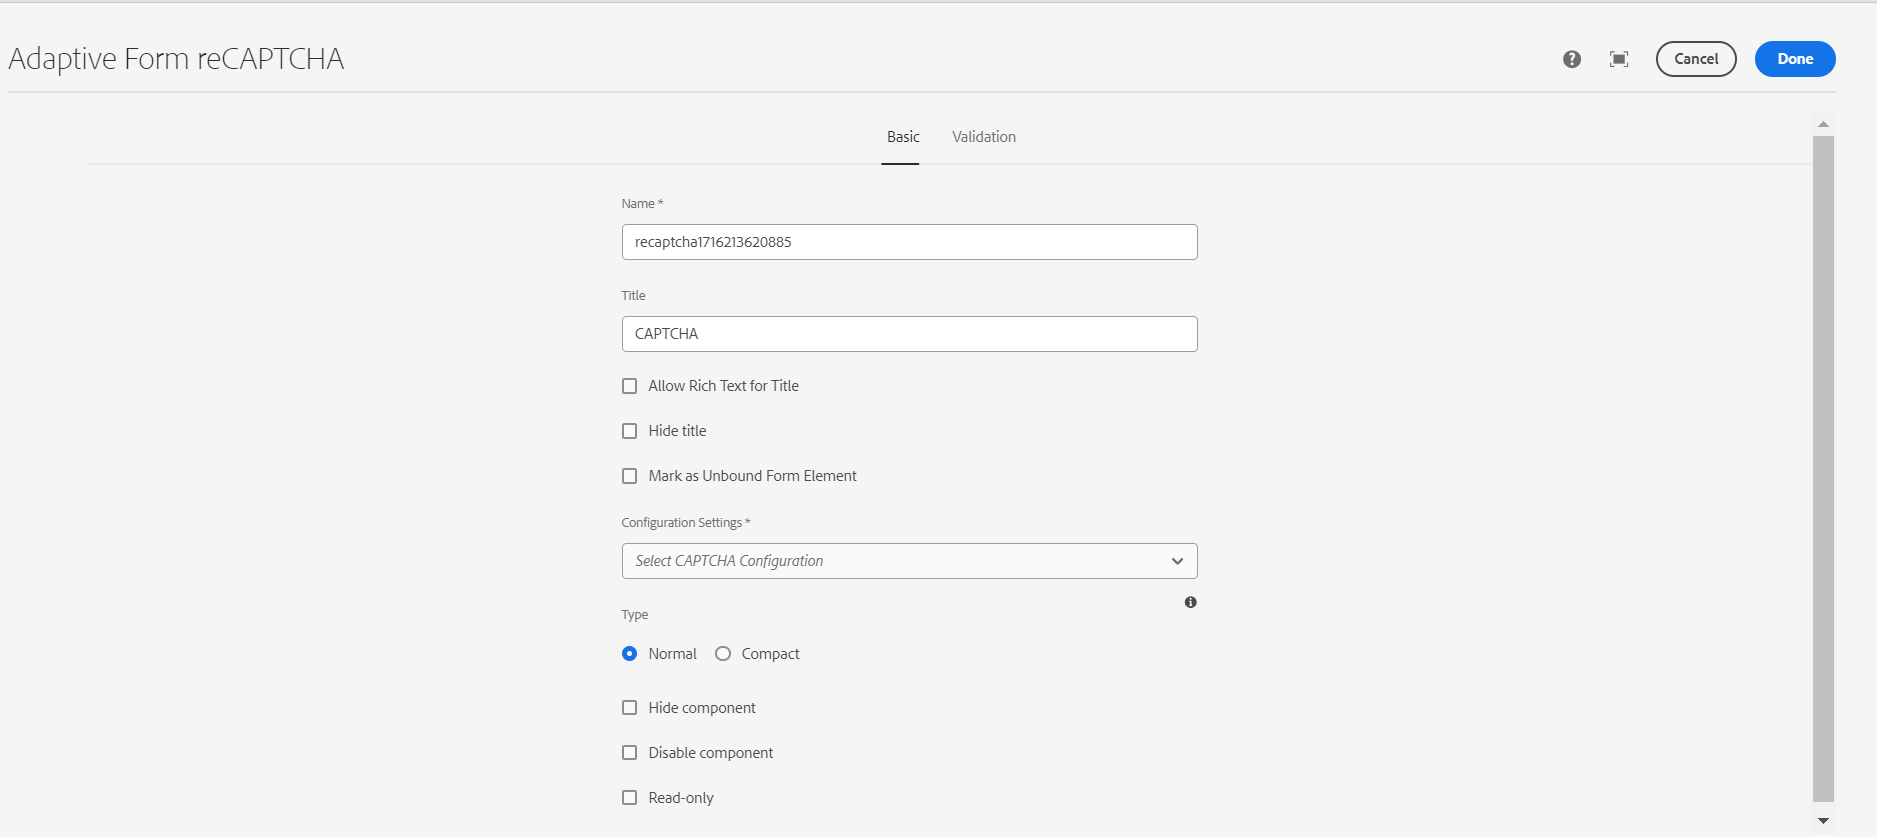 Adaptive Form reCAPTCHA
Cancel
Done
Basic
Validation
Name *
recaptcha1716213620885
Title
CAPTCHA
Allow Rich Text for Title
Hide title
Mark as Unbound Form Element
Configuration Settings *
Select CAPTCHA Configuration
Type
Normal
Compact
Hide component
Disable component
Read-only